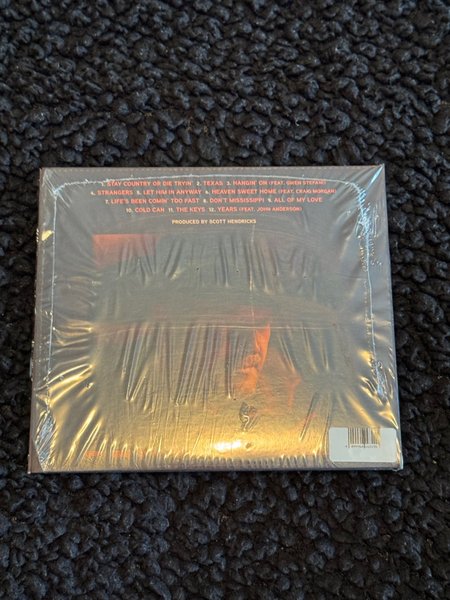 1. STAY COUNTRY OR DIE TRYIN' 2. TEXAS 3. HANGIN' ON (FEAT. GWEN STEFANI)
4. STRANGERS 5. LET HIM IN ANYWAY 6. HEAVEN SWEET HOME (FEAT. CRAIG MORGAN)
7. LIFE'S BEEN COMIN' TOO FAST 8. DON'T MISSISSIPPI 9. ALL OF MY LOVE
10. COLD CAN 11. THE KEYS 12. YEARS (FEAT. JOHN ANDERSON)
PRODUCED BY SCOTT HENDRICKS